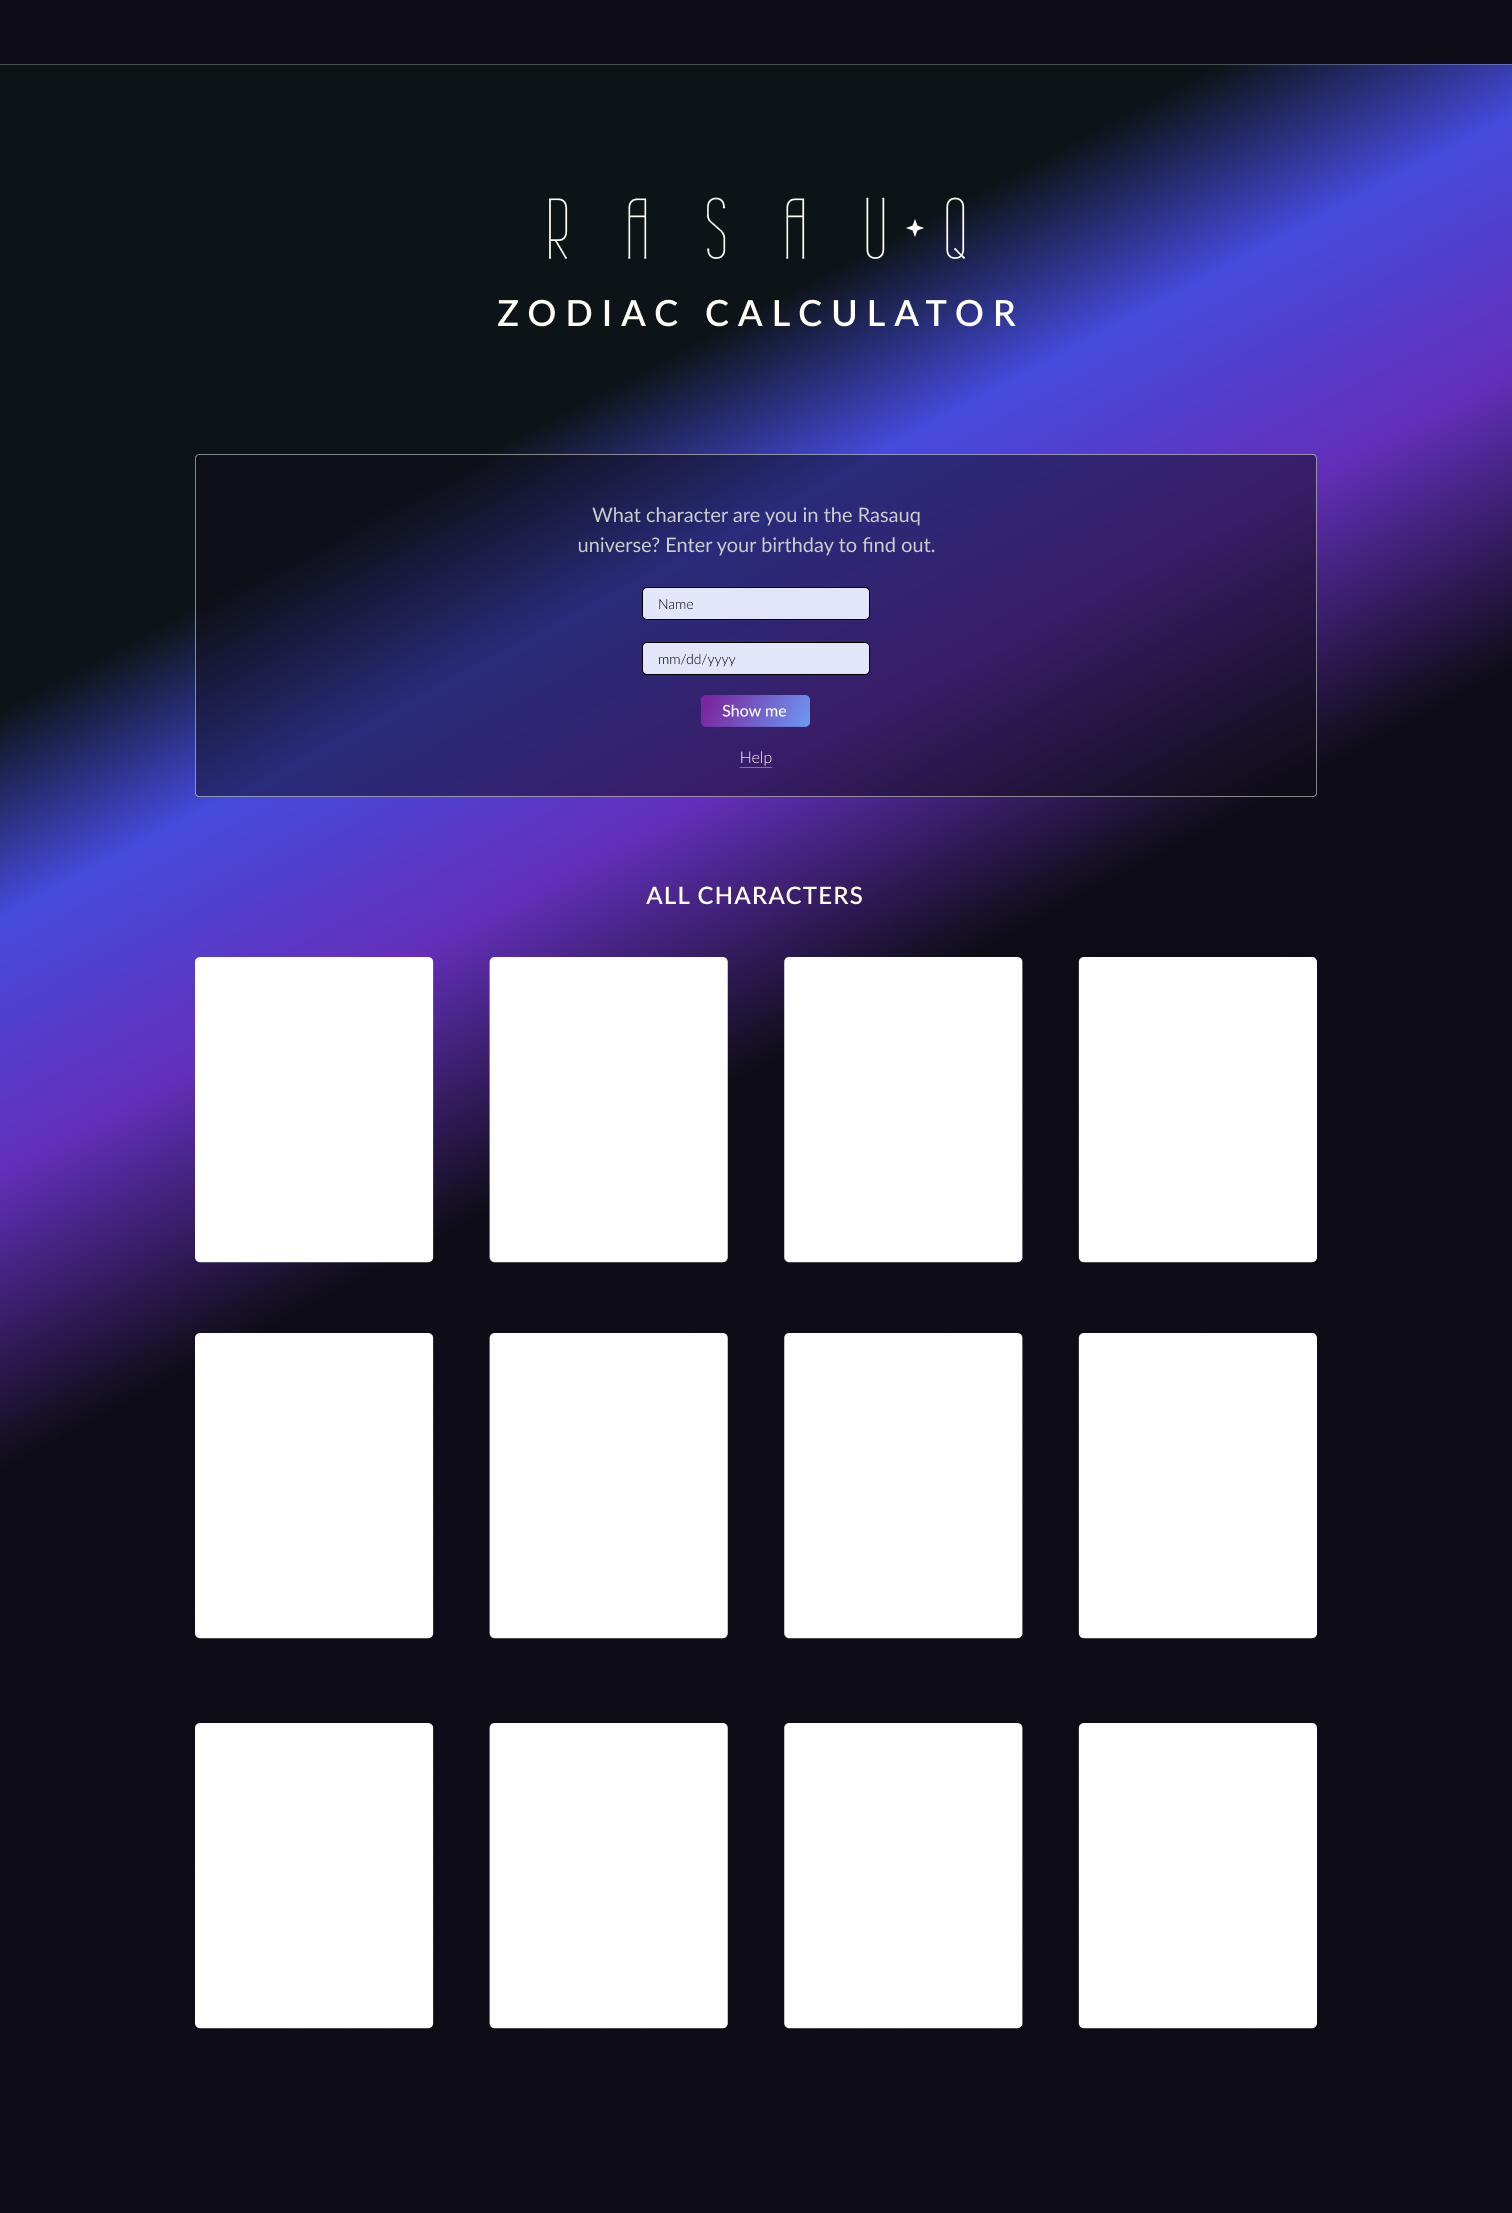 RASAU✦Q
ZODIAC CALCULATOR
What character are you in the Rasauq
universe? Enter your birthday to find out.
Name
mm/dd/yyyy
Show me
Help
ALL CHARACTERS